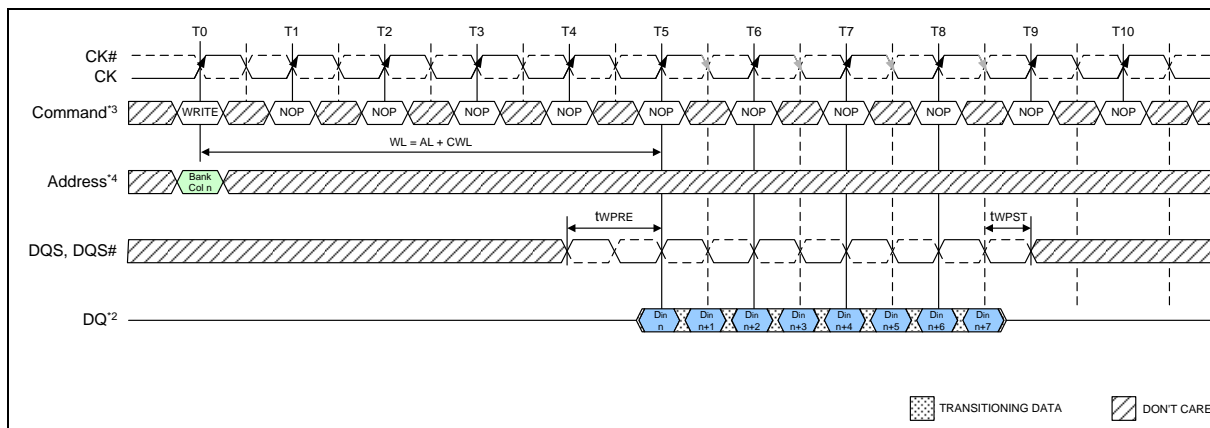 T0 T1 T2 T3 T4 T5 T6 T7 T8 T9 T10
CK#
CK
Command*3 WRITE NOP NOP NOP NOP NOP NOP NOP NOP NOP NOP
WL = AL + CWL
Address*4 Bank Col n
tWPRE tWPST
DQS, DQS#
DQ*2 Din n Din n+1 Din n+2 Din n+3 Din n+4 Din n+5 Din n+6 Din n+7
TRANSITIONING DATA DON'T CARE